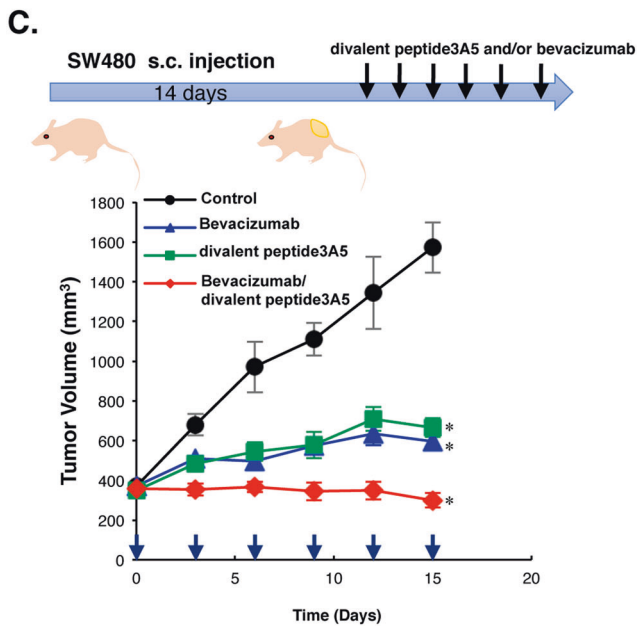 C.
divalent peptide3A5 and/or bevacizumab
SW480 s.c. injection
14 days
1800
1600
1400
1200
1000
800
600
400
200
0
Tumor Volume (mm³)
Control
Bevacizumab
divalent peptide3A5
Bevacizumab/
divalent peptide3A5
*
*
*
0 5 10 15 20
Time (Days)